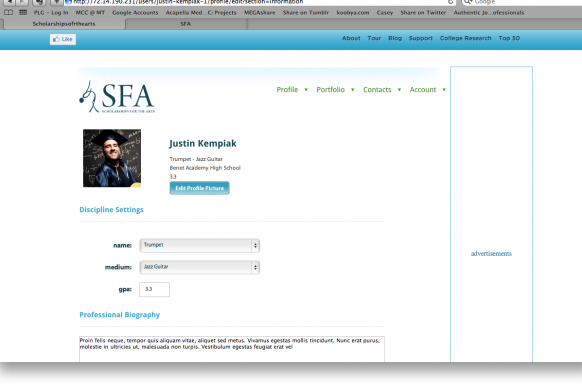 http://72.14.190.231/users/justin-kempiak-1/profile/edit?section=information
Google
PLG - Log In MCC @ MT Google Accounts Acapella Med...C: Projects MEGAshare Share on Tumblr kooboya.com Casey Share on Twitter Authentic Jo...ofessionals
Scholarshipsofthearts SFA
Like
About Tour Blog Support College Research Top 50
SFA
SCHOLARSHIPS FOR THE ARTS
Profile ▾ Portfolio ▾ Contacts ▾ Account ▾
Justin Kempiak
Trumpet - Jazz Guitar
Benet Academy High School
3.3
Edit Profile Picture
Discipline Settings
name: Trumpet
medium: Jazz Guitar
gpa: 3.3
advertisements
Professional Biography
Proin felis neque, tempor quis aliquam vitae, aliquet sed metus. Vivamus egestas mollis tincidunt. Nunc erat purus,
molestie in ultricies ut, malesuada non turpis. Vestibulum egestas feugiat erat vel